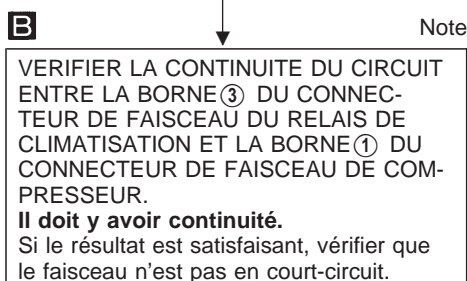 B Note
VERIFIER LA CONTINUITE DU CIRCUIT
ENTRE LA BORNE ③ DU CONNEC-
TEUR DE FAISCEAU DU RELAIS DE
CLIMATISATION ET LA BORNE ① DU
CONNECTEUR DE FAISCEAU DE COM-
PRESSEUR.
Il doit y avoir continuité.
Si le résultat est satisfaisant, vérifier que
le faisceau n'est pas en court-circuit.